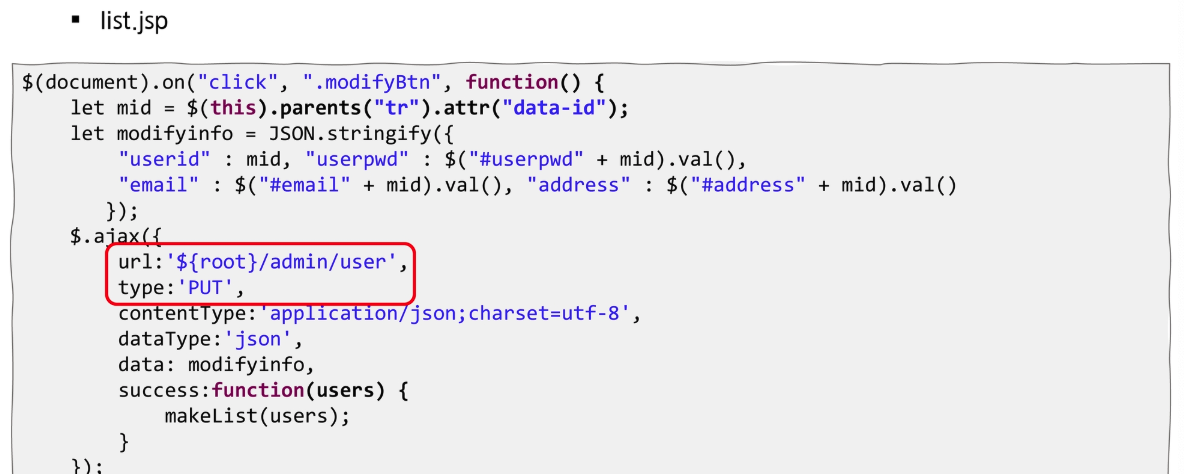 ▪ list.jsp
$(document).on("click", ".modifyBtn", function() {
    let mid = $(this).parents("tr").attr("data-id");
    let modifyinfo = JSON.stringify({
        "userid" : mid, "userpwd" : $("#userpwd" + mid).val(),
        "email" : $("#email" + mid).val(), "address" : $("#address" + mid).val()
       });
    $.ajax({
        url:'${root}/admin/user',
        type:'PUT',
        contentType:'application/json;charset=utf-8',
        dataType:'json',
        data: modifyinfo,
        success:function(users) {
            makeList(users);
        }
    });